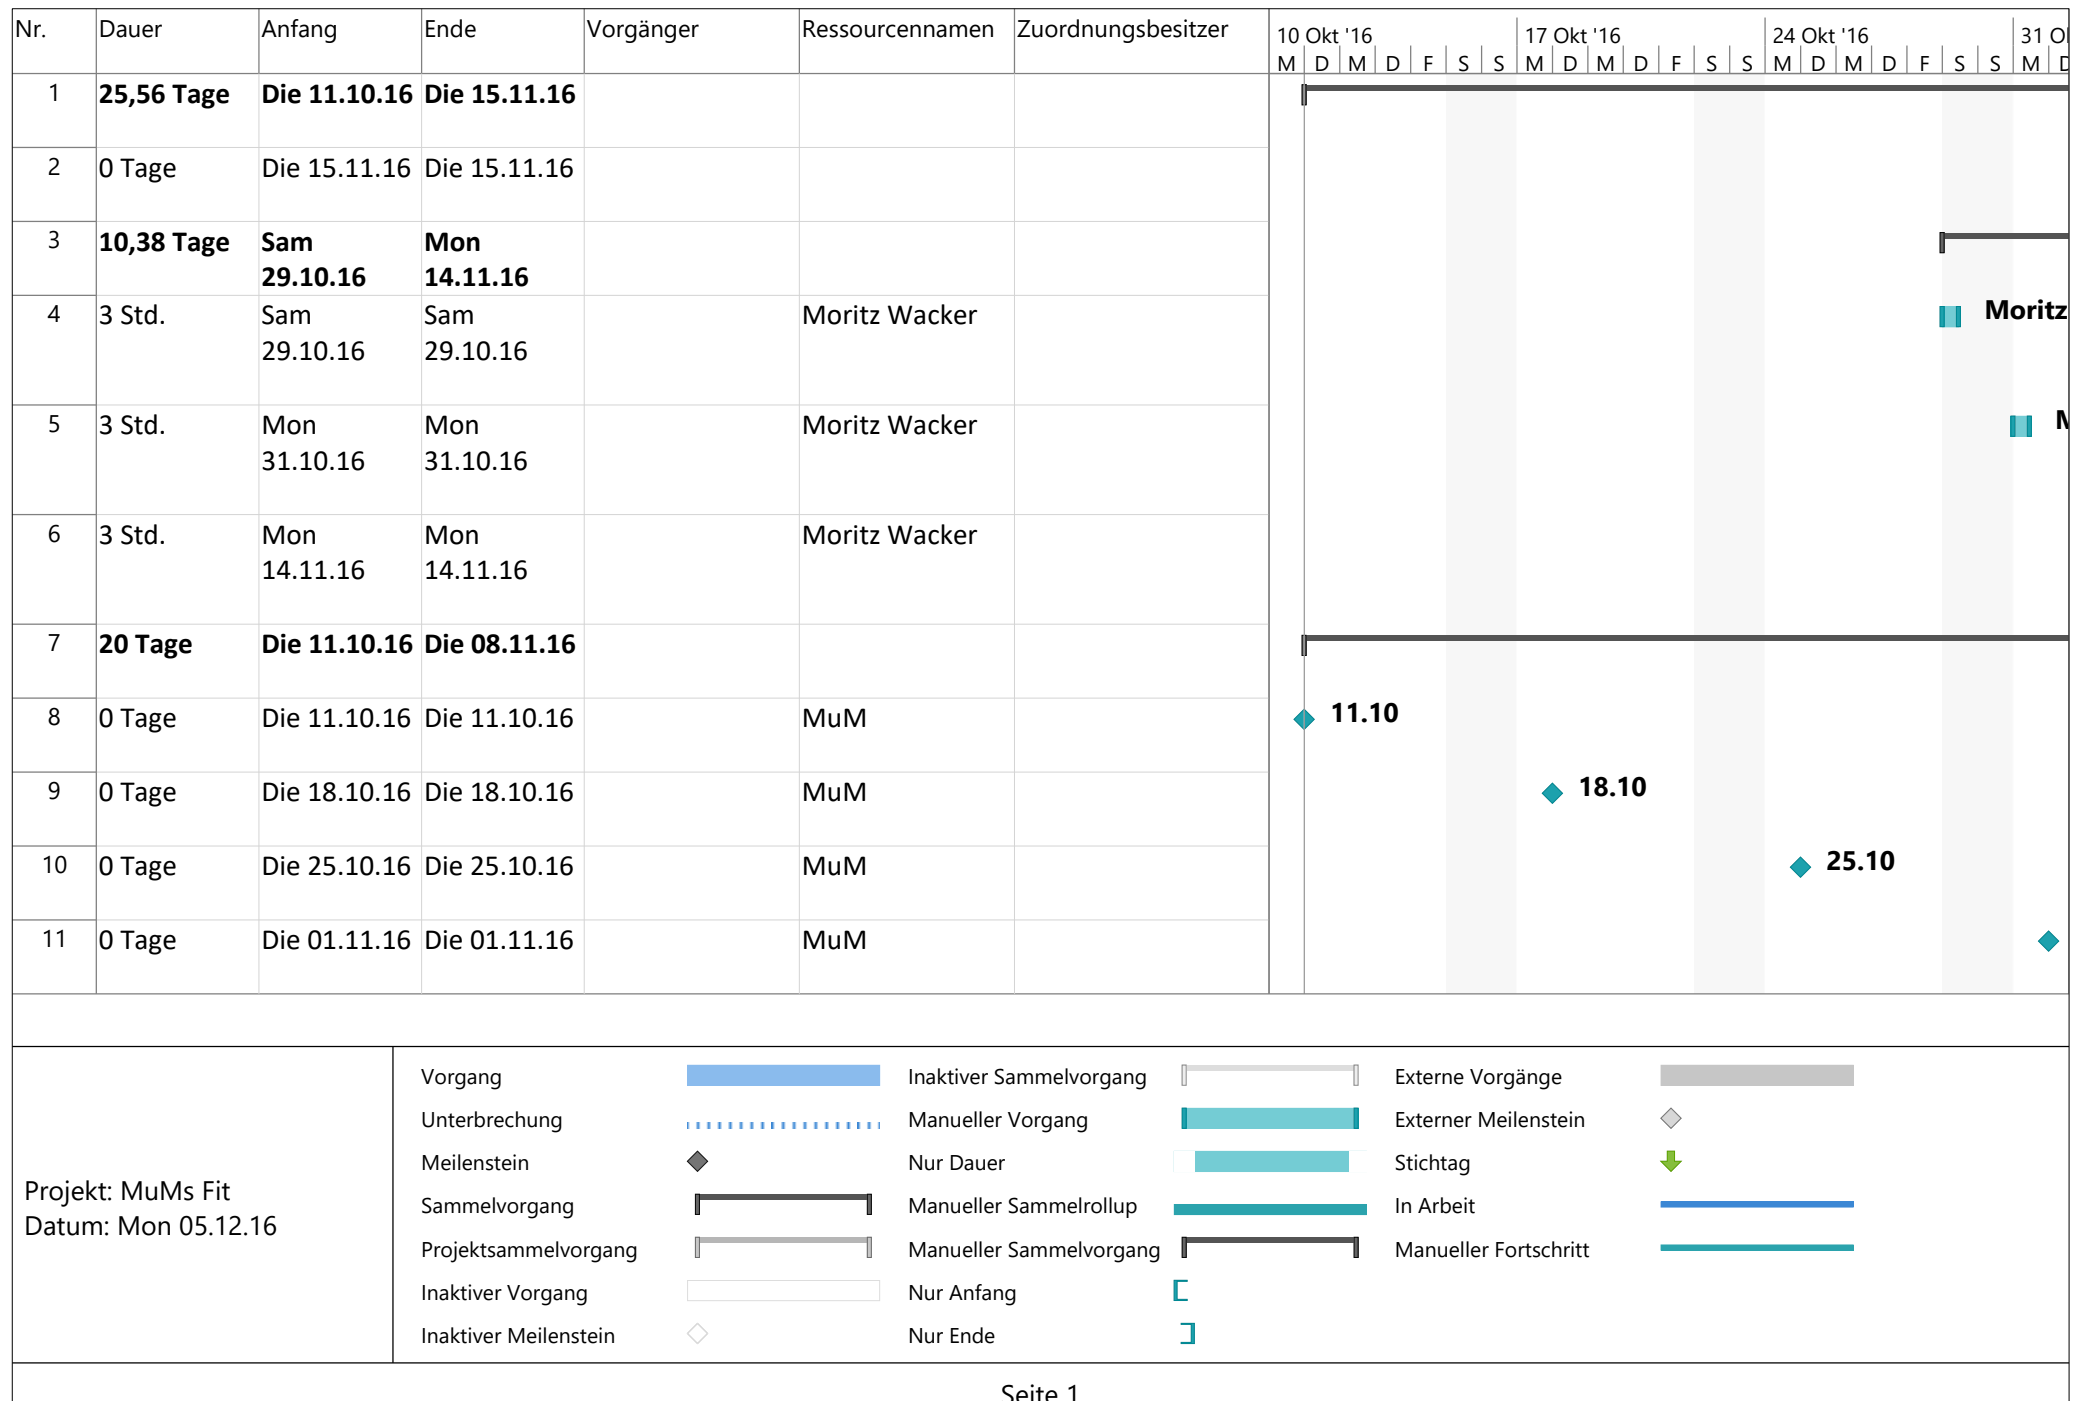 Nr. Dauer Anfang Ende Vorgänger Ressourcennamen Zuordnungsbesitzer
10 Okt '16 17 Okt '16 24 Okt '16 31 O
M D M D F S S M D M D F S S M D M D F S S M D
1 25,56 Tage Die 11.10.16 Die 15.11.16
2 0 Tage Die 15.11.16 Die 15.11.16
3 10,38 Tage Sam Mon
29.10.16 14.11.16
4 3 Std. Sam Sam Moritz Wacker Moritz
29.10.16 29.10.16
5 3 Std. Mon Mon Moritz Wacker M
31.10.16 31.10.16
6 3 Std. Mon Mon Moritz Wacker
14.11.16 14.11.16
7 20 Tage Die 11.10.16 Die 08.11.16
8 0 Tage Die 11.10.16 Die 11.10.16 MuM 11.10
9 0 Tage Die 18.10.16 Die 18.10.16 MuM 18.10
10 0 Tage Die 25.10.16 Die 25.10.16 MuM 25.10
11 0 Tage Die 01.11.16 Die 01.11.16 MuM
Projekt: MuMs Fit
Datum: Mon 05.12.16
Vorgang
Unterbrechung
Meilenstein
Sammelvorgang
Projektsammelvorgang
Inaktiver Vorgang
Inaktiver Meilenstein
Inaktiver Sammelvorgang
Manueller Vorgang
Nur Dauer
Manueller Sammelrollup
Manueller Sammelvorgang
Nur Anfang
Nur Ende
Externe Vorgänge
Externer Meilenstein
Stichtag
In Arbeit
Manueller Fortschritt
Seite 1